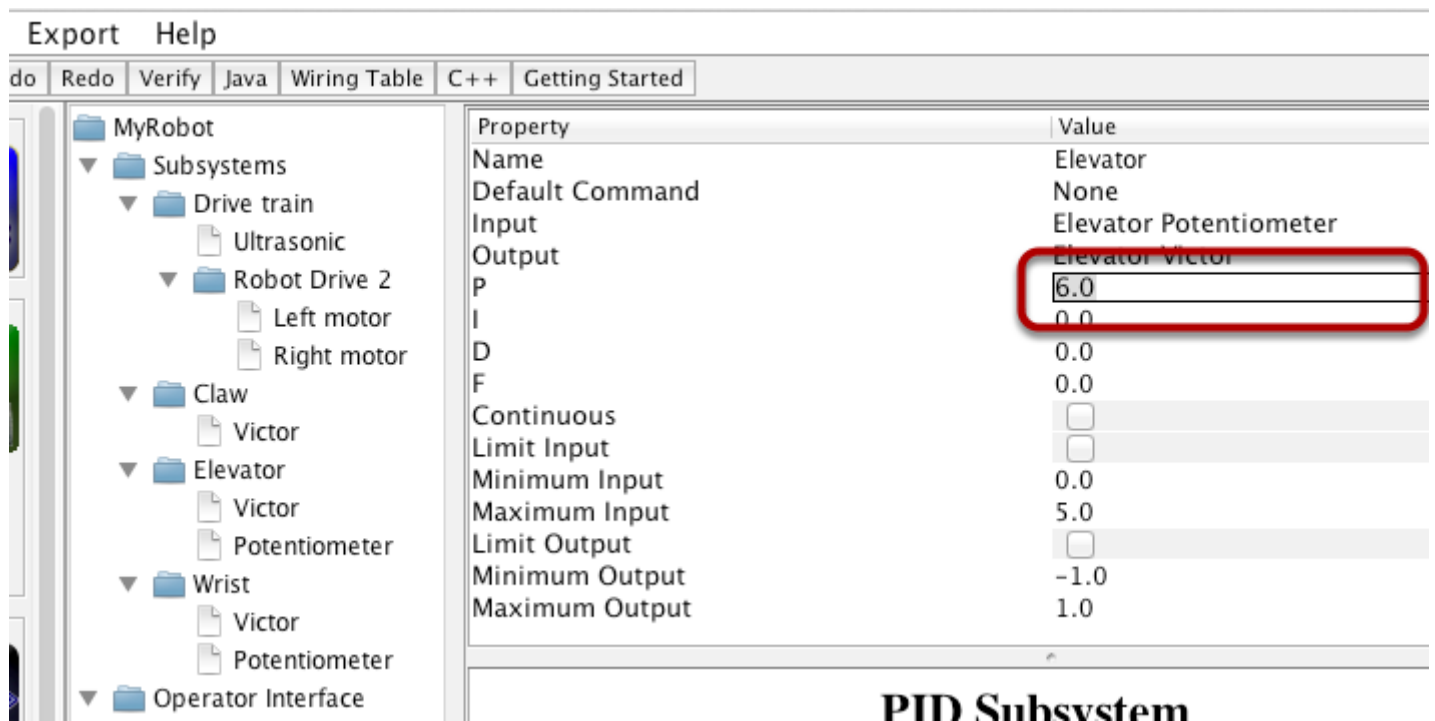 Export Help
do Redo Verify Java Wiring Table C++ Getting Started
MyRobot
Subsystems
Drive train
Ultrasonic
Robot Drive 2
Left motor
Right motor
Claw
Victor
Elevator
Victor
Potentiometer
Wrist
Victor
Potentiometer
Operator Interface
Property Value
Name Elevator
Default Command None
Input Elevator Potentiometer
Output Elevator Victor
P 6.0
I 0.0
D 0.0
F 0.0
Continuous
Limit Input
Minimum Input 0.0
Maximum Input 5.0
Limit Output
Minimum Output -1.0
Maximum Output 1.0
PID Subsystem